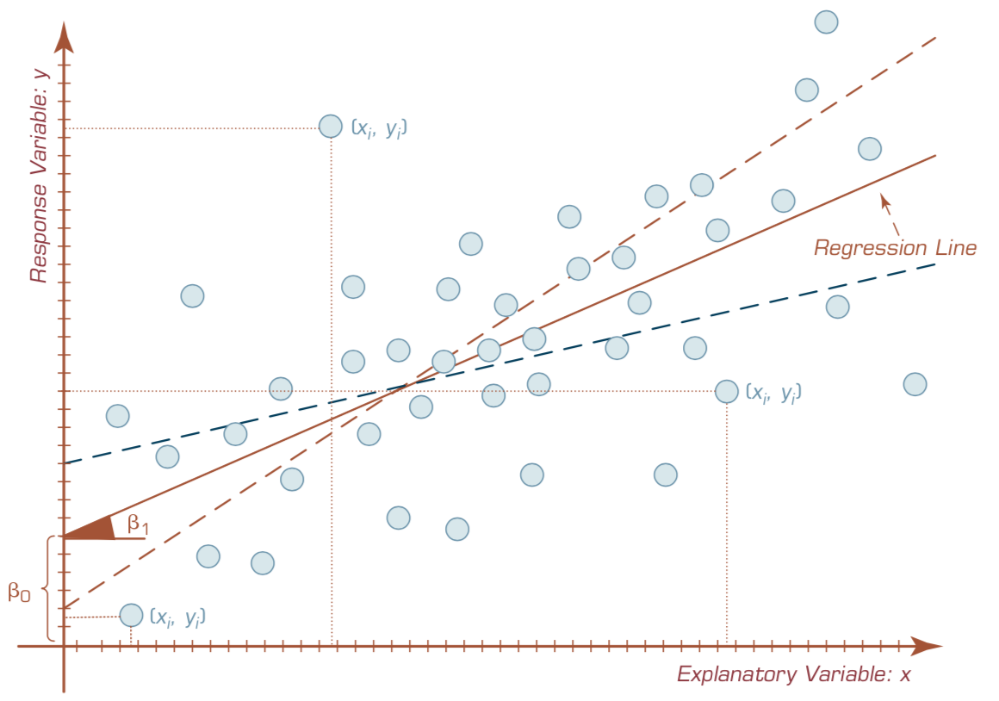 Response Variable: y
(xᵢ, yᵢ)
Regression Line
(xᵢ, yᵢ)
β₁
β₀
(xᵢ, yᵢ)
Explanatory Variable: x